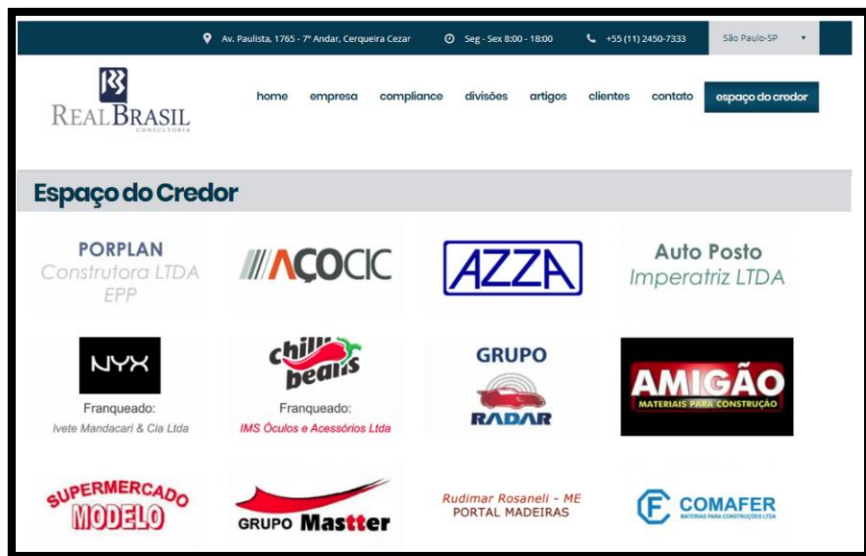 Av. Paulista, 1765 - 7º Andar, Cerqueira Cezar Seg - Sex 8:00 - 18:00 +55 (11) 2450-7333 São Paulo-SP
REALBRASIL
CONSULTORIA
home empresa compliance divisões artigos clientes contato espaço do credor
Espaço do Credor
PORPLAN
Construtora LTDA
EPP
AÇOCIC
AZZA
Auto Posto
Imperatriz LTDA
NYX
Franqueado:
Ivete Mandacari & Cia Ltda
chilli
beans
Franqueado:
IMS Óculos e Acessórios Ltda
GRUPO
RADAR
AMIGÃO
MATERIAIS PARA CONSTRUÇÃO
SUPERMERCADO
MODELO
GRUPO Mastter
Rudimar Rosaneli - ME
PORTAL MADEIRAS
COMAFER
MATERIAIS PARA CONSTRUÇÕES LTDA